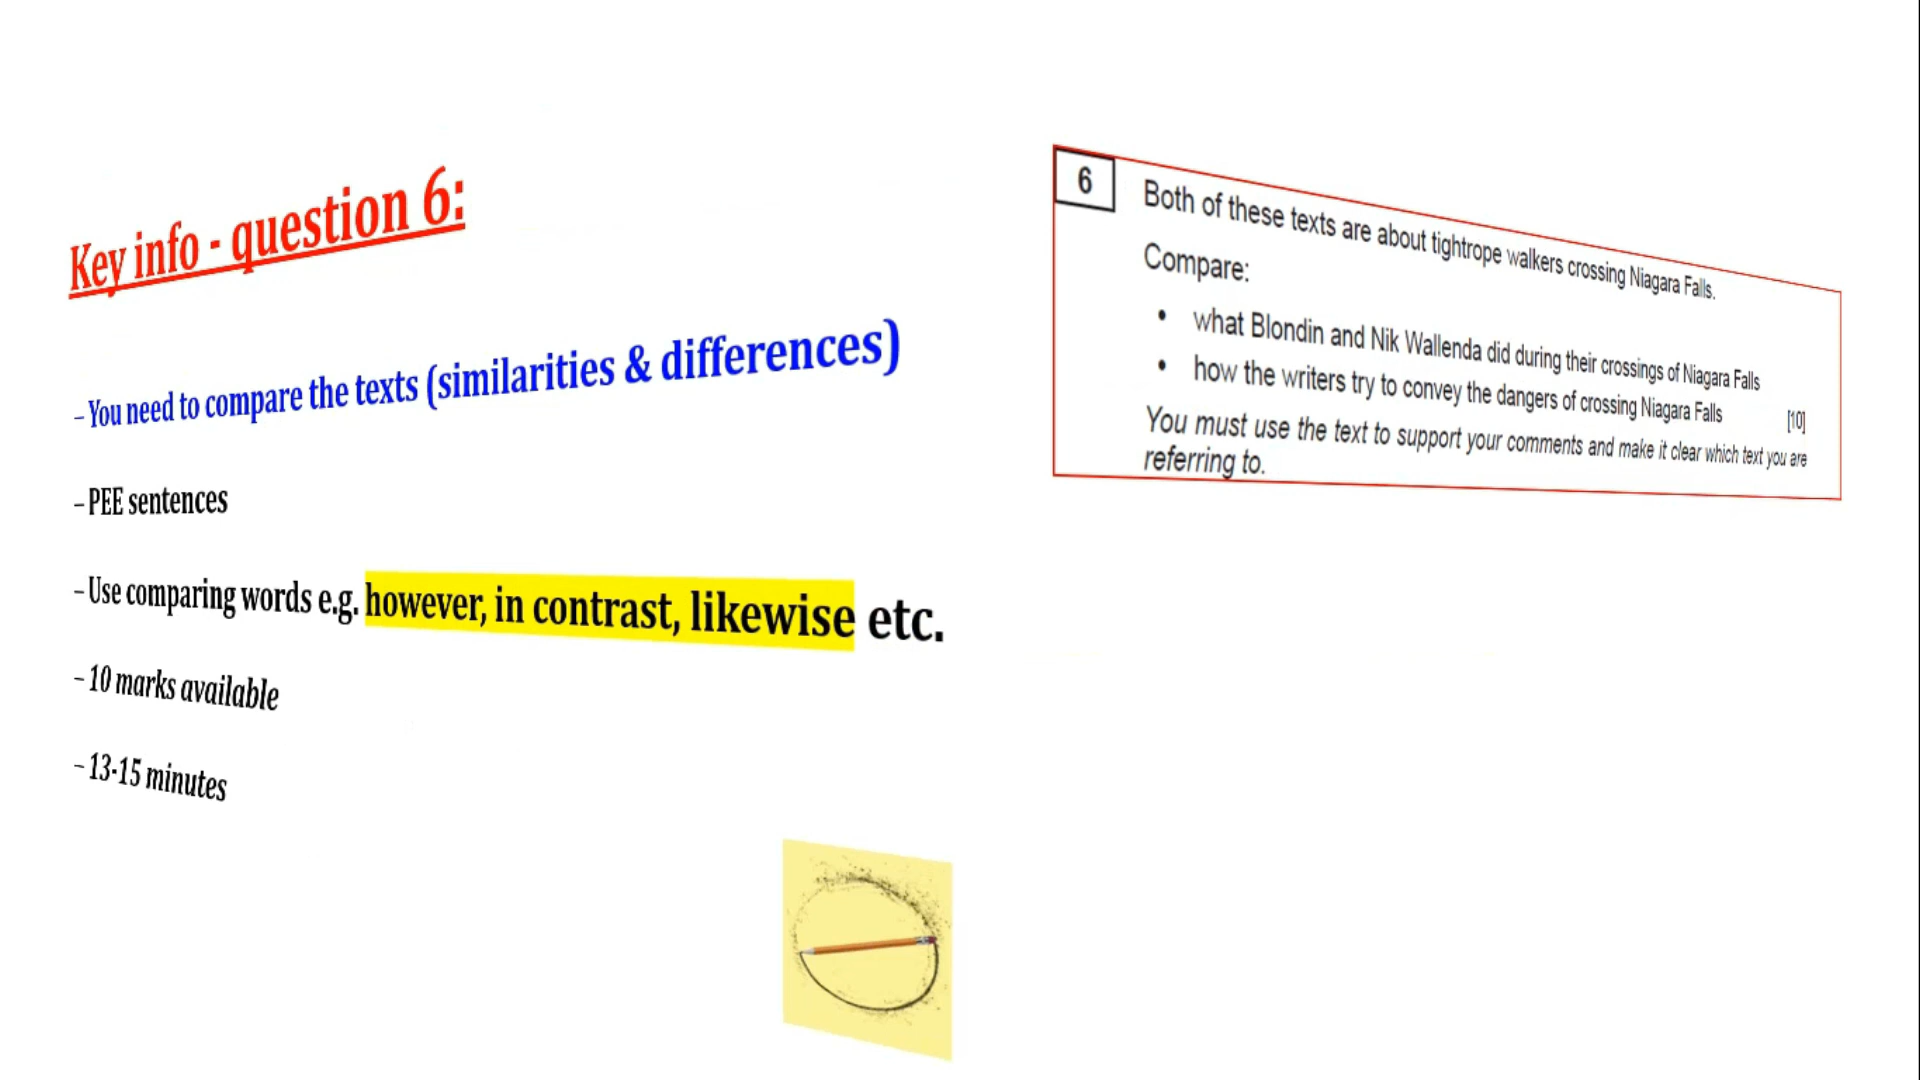 Key info - question 6:
– You need to compare the texts (similarities & differences)
– PEE sentences
– Use comparing words e.g. however, in contrast, likewise etc.
– 10 marks available
– 13-15 minutes
6
Both of these texts are about tightrope walkers crossing Niagara Falls.
Compare:
• what Blondin and Nik Wallenda did during their crossings of Niagara Falls
• how the writers try to convey the dangers of crossing Niagara Falls [10]
You must use the text to support your comments and make it clear which text you are
referring to.